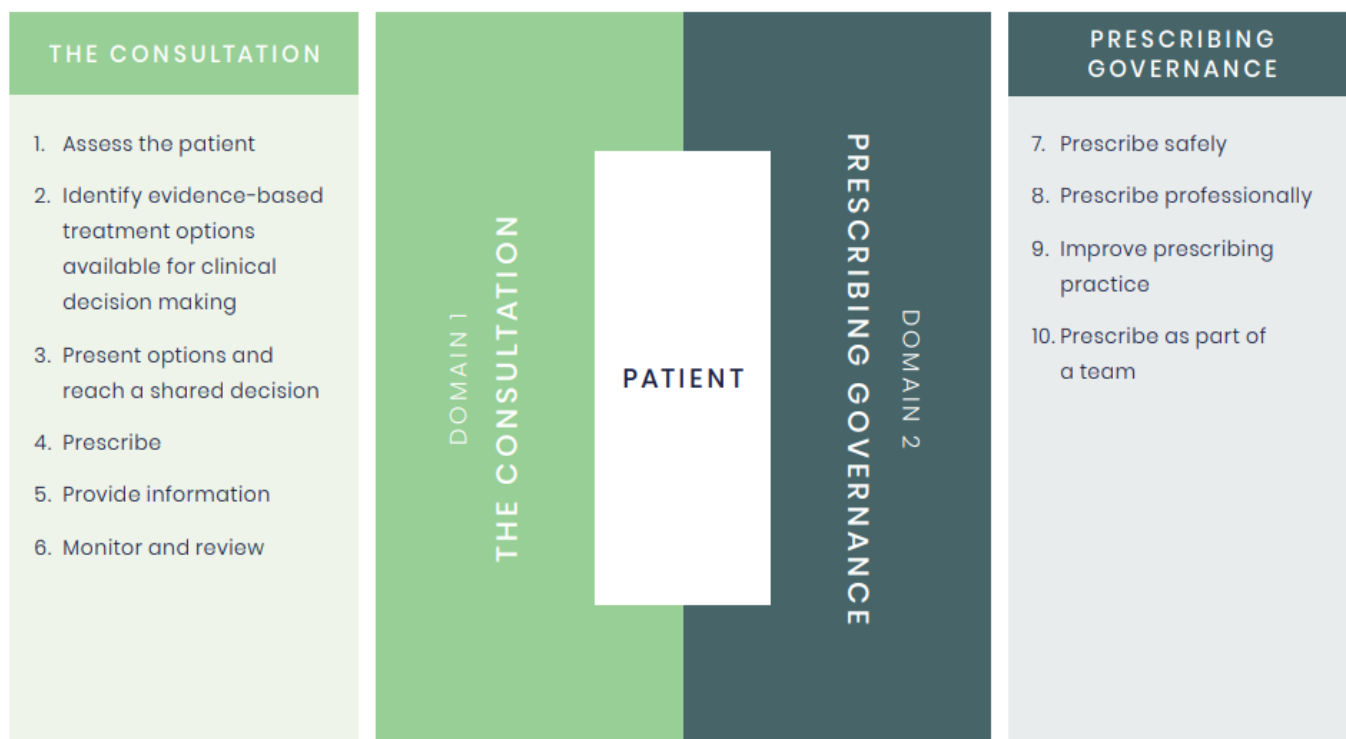 THE CONSULTATION
1. Assess the patient
2. Identify evidence-based
treatment options
available for clinical
decision making
3. Present options and
reach a shared decision
4. Prescribe
5. Provide information
6. Monitor and review
DOMAIN 1
THE CONSULTATION
PATIENT
PRESCRIBING GOVERNANCE
DOMAIN 2
PRESCRIBING
GOVERNANCE
7. Prescribe safely
8. Prescribe professionally
9. Improve prescribing
practice
10. Prescribe as part of
a team